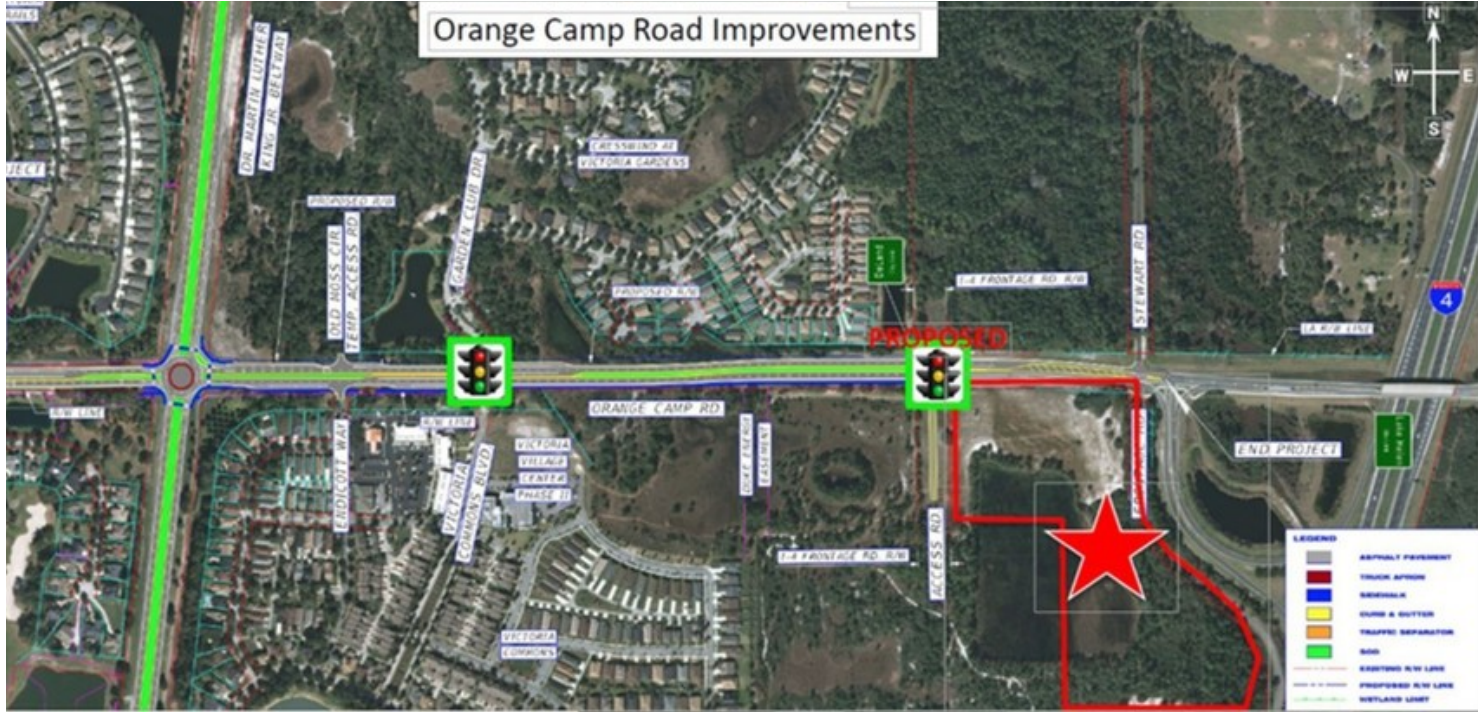 Orange Camp Road Improvements
N
W E
S
DR. MARTIN LUTHER
KING JR. BELTWAY
CRESSWIND AT
VICTORIA GARDENS
GARDEN CLUB DR.
PROPOSED R/W
OLD MOSS CIR.
TEMP. ACCESS RD
PROPOSED R/W
DeLand
I-4 FRONTAGE RD. R/W
STEWART RD
4
LA R/W LINE
PROPOSED
R/W LINE
ENDICOTT WAY
R/W LINE
VICTORIA
COMMONS BLVD
VICTORIA
VILLAGE
CENTER
PHASE II
ORANGE CAMP RD
DUKE ENERGY
EASEMENT
I-4 FRONTAGE RD. R/W
ACCESS RD
END PROJECT
VICTORIA
COMMONS
LEGEND
ASPHALT PAVEMENT
TRUCK APRON
SIDEWALK
CURB & GUTTER
TRAFFIC SEPARATOR
SOD
EXISTING R/W LINE
PROPOSED R/W LINE
WETLAND LIMIT